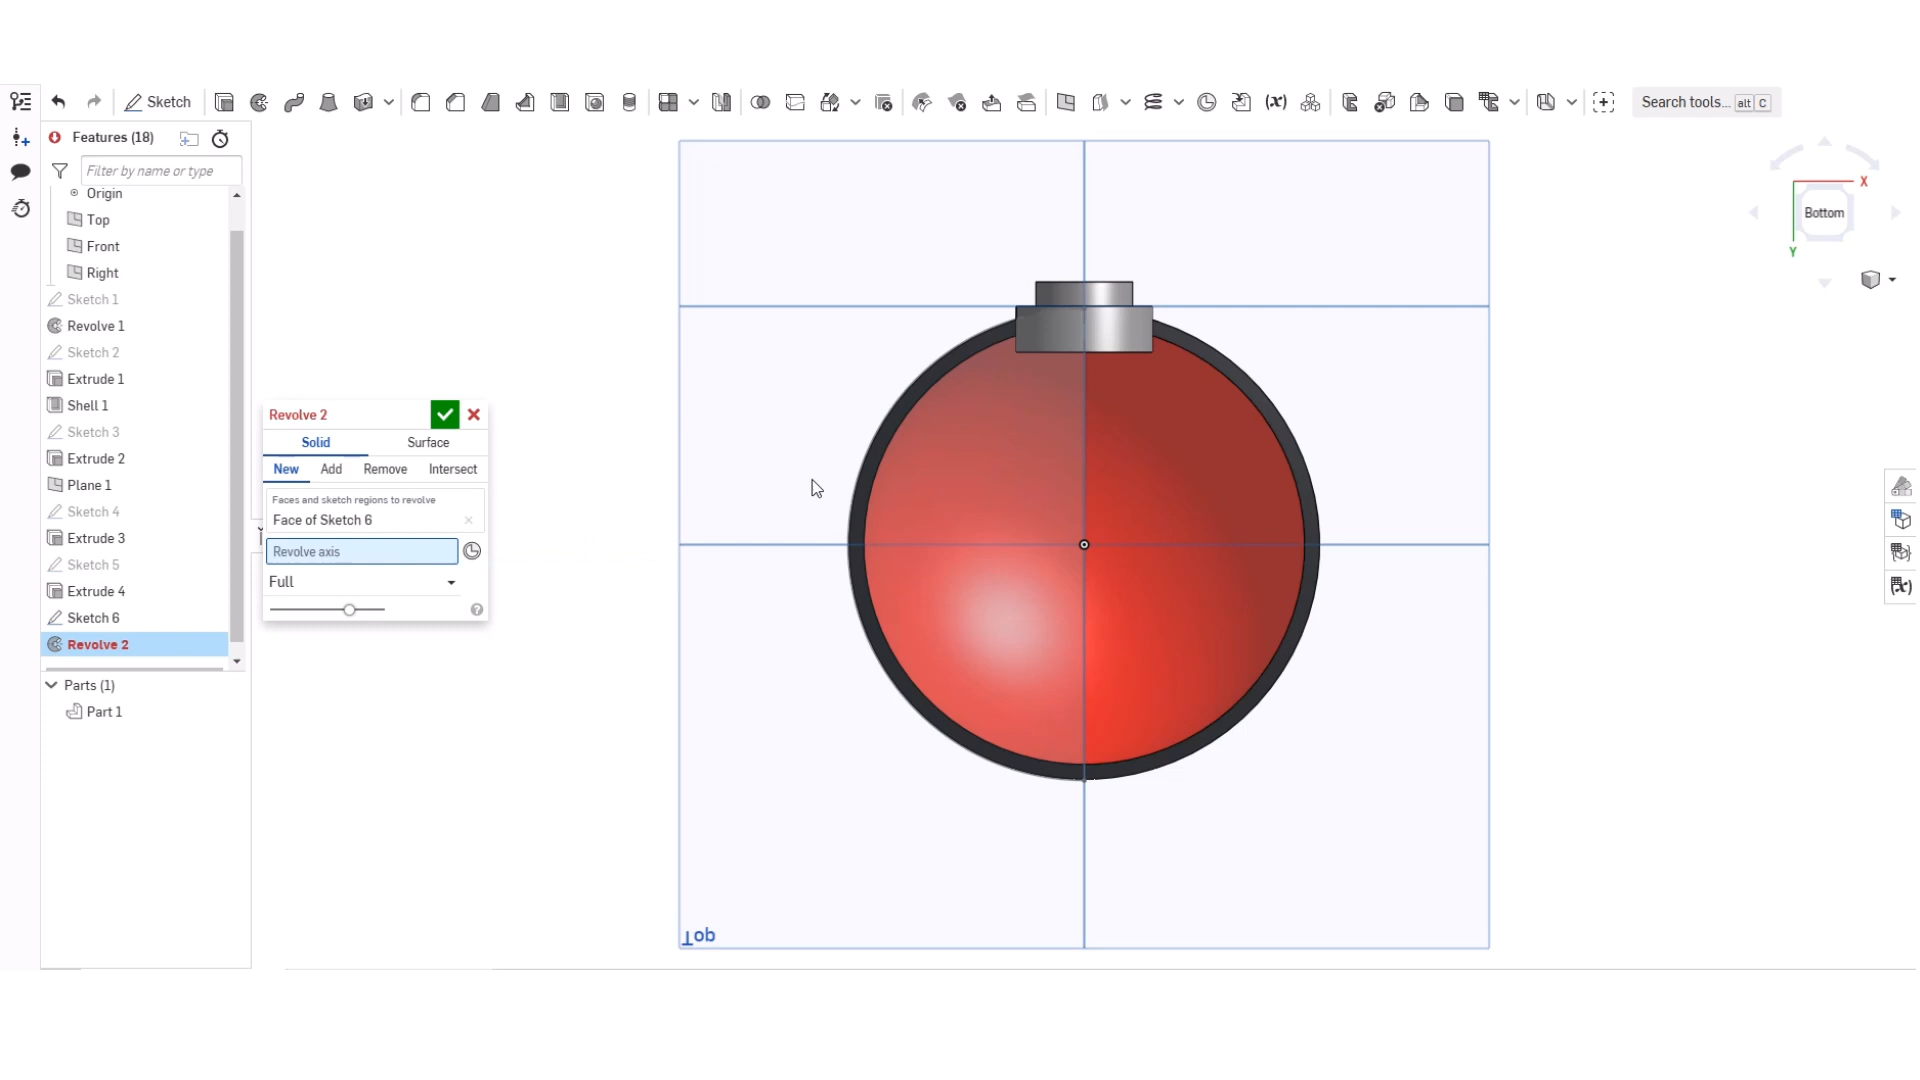 Sketch
Search tools... alt C
Features (18)
Filter by name or type
Origin
Top
Front
Right
Sketch 1
Revolve 1
Sketch 2
Extrude 1
Shell 1
Sketch 3
Extrude 2
Plane 1
Sketch 4
Extrude 3
Sketch 5
Extrude 4
Sketch 6
Revolve 2
Parts (1)
Part 1
Revolve 2
Solid Surface
New Add Remove Intersect
Faces and sketch regions to revolve
Face of Sketch 6
Revolve axis
Full
Top
X
Bottom
Y
(x)
(x)